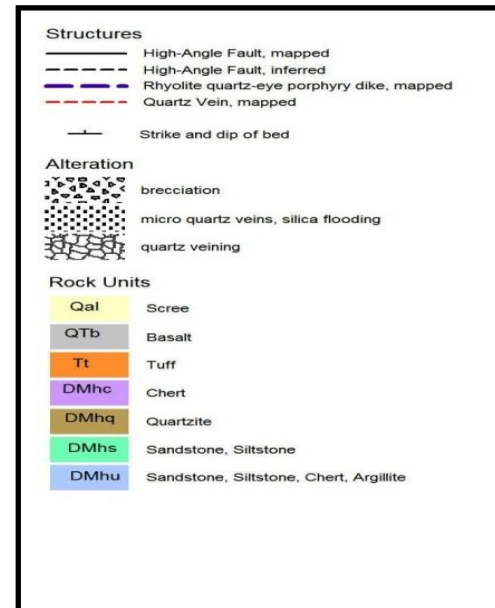 Structures
High-Angle Fault, mapped
High-Angle Fault, inferred
Rhyolite quartz-eye porphyry dike, mapped
Quartz Vein, mapped
Strike and dip of bed
Alteration
brecciation
micro quartz veins, silica flooding
quartz veining
Rock Units
Qal Scree
QTb Basalt
Tt Tuff
DMhc Chert
DMhq Quartzite
DMhs Sandstone, Siltstone
DMhu Sandstone, Siltstone, Chert, Argillite